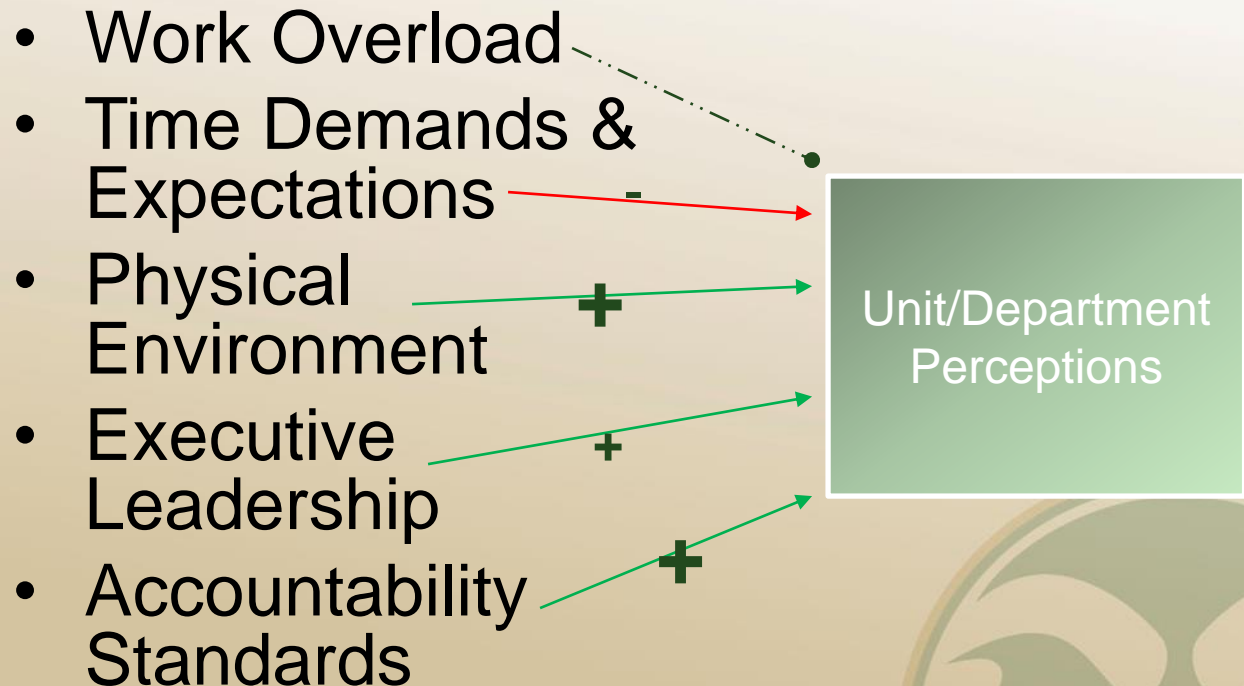 • Work Overload
• Time Demands &
Expectations
-
• Physical
Environment
+
Unit/Department
Perceptions
• Executive
Leadership
+
• Accountability
Standards
+